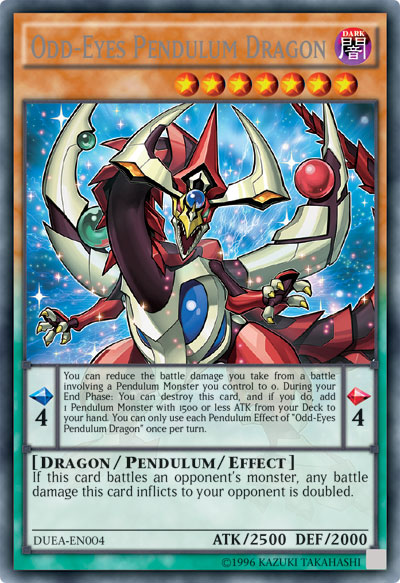 Odd-Eyes Pendulum Dragon
DARK
闇
You can reduce the battle damage you take from a battle
involving a Pendulum Monster you control to 0. During your
End Phase: You can destroy this card, and if you do, add
1 Pendulum Monster with 1500 or less ATK from your Deck to
your hand. You can only use each Pendulum Effect of "Odd-Eyes
Pendulum Dragon" once per turn.
4
4
[DRAGON/PENDULUM/EFFECT]
If this card battles an opponent's monster, any battle
damage this card inflicts to your opponent is doubled.
DUEA-EN004
ATK/2500 DEF/2000
©1996 KAZUKI TAKAHASHI